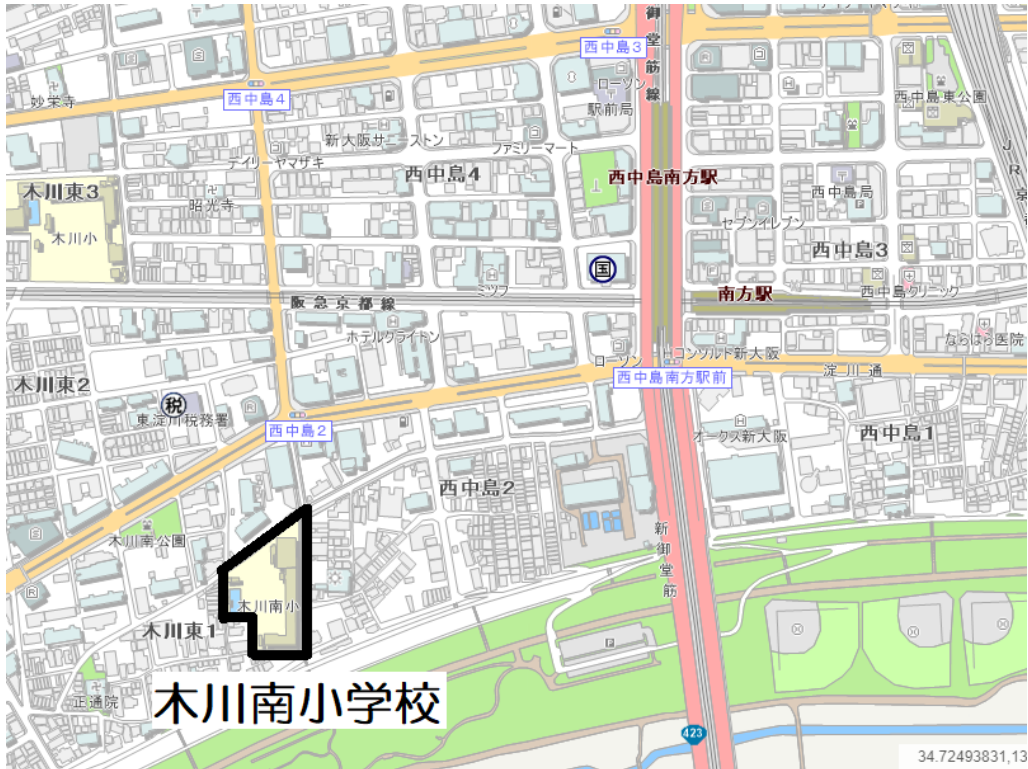 御堂筋線
西中島3
西中島4
ローソン
駅前局
妙栄寺
新大阪サニーストン
デイリーヤマザキ
ファミリーマート
西中島東公園
JR京
木川東3
西中島4
西中島南方駅
西中島局
昭光寺
木川小
セブンイレブン
西中島3
国
ミツフ
南方駅
西中島クリニック
阪急京都線
ホテルクライトン
ならはら医院
ローソン
コンソルト新大阪
淀川通
西中島南方駅前
木川東2
税
東淀川税務署
西中島2
オークス新大阪
西中島1
西中島2
木川南公園
新御堂筋
木川南小
木川東1
正通院
木川南小学校
423
34.72493831,13